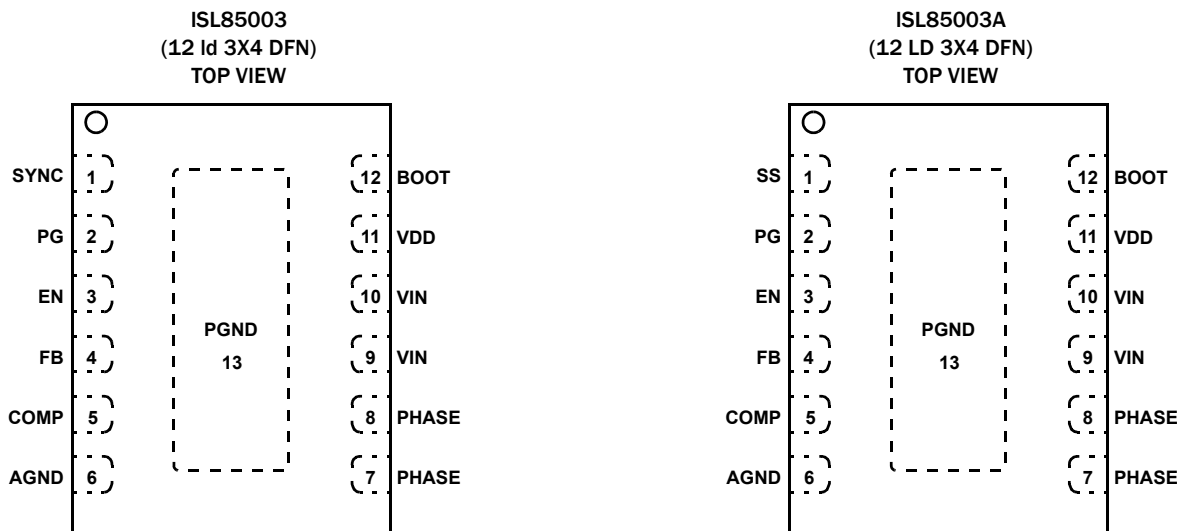 ISL85003
(12 ld 3X4 DFN)
TOP VIEW
SYNC 1 12 BOOT
PG 2 11 VDD
EN 3 10 VIN
PGND
FB 4 13 9 VIN
COMP 5 8 PHASE
AGND 6 7 PHASE
ISL85003A
(12 LD 3X4 DFN)
TOP VIEW
SS 1 12 BOOT
PG 2 11 VDD
EN 3 10 VIN
PGND
FB 4 13 9 VIN
COMP 5 8 PHASE
AGND 6 7 PHASE